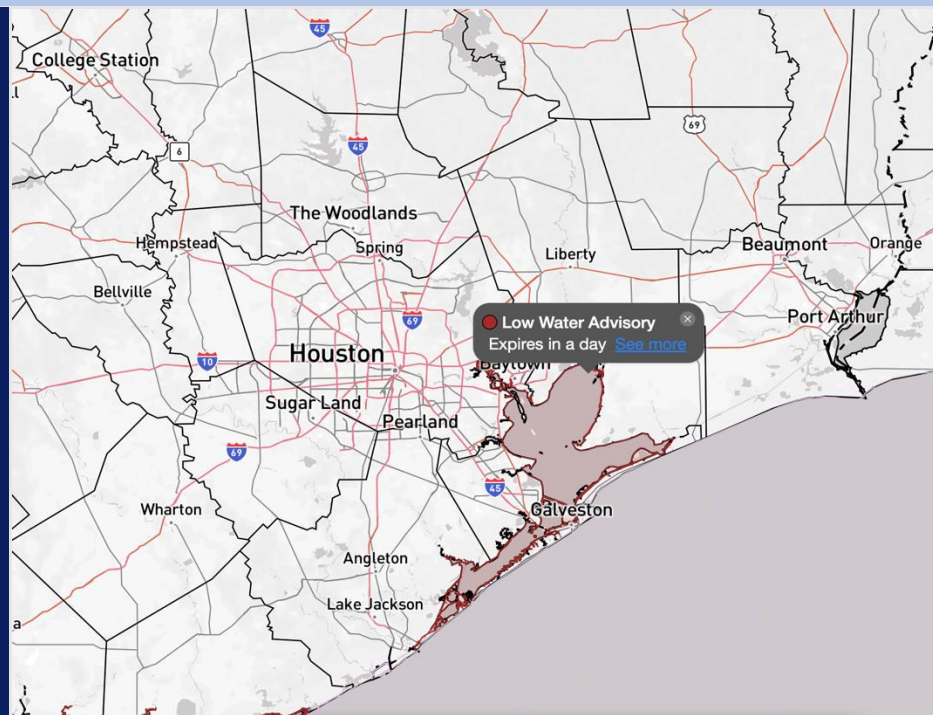 45
College Station
69
6
45
The Woodlands
Hempstead
Spring
Liberty
Beaumont
Orange
Bellville
Port Arthur
69
Low Water Advisory
Expires in a day See more
Houston
10
Baytown
Sugar Land
Pearland
69
45
Wharton
Galveston
Angleton
Lake Jackson
a